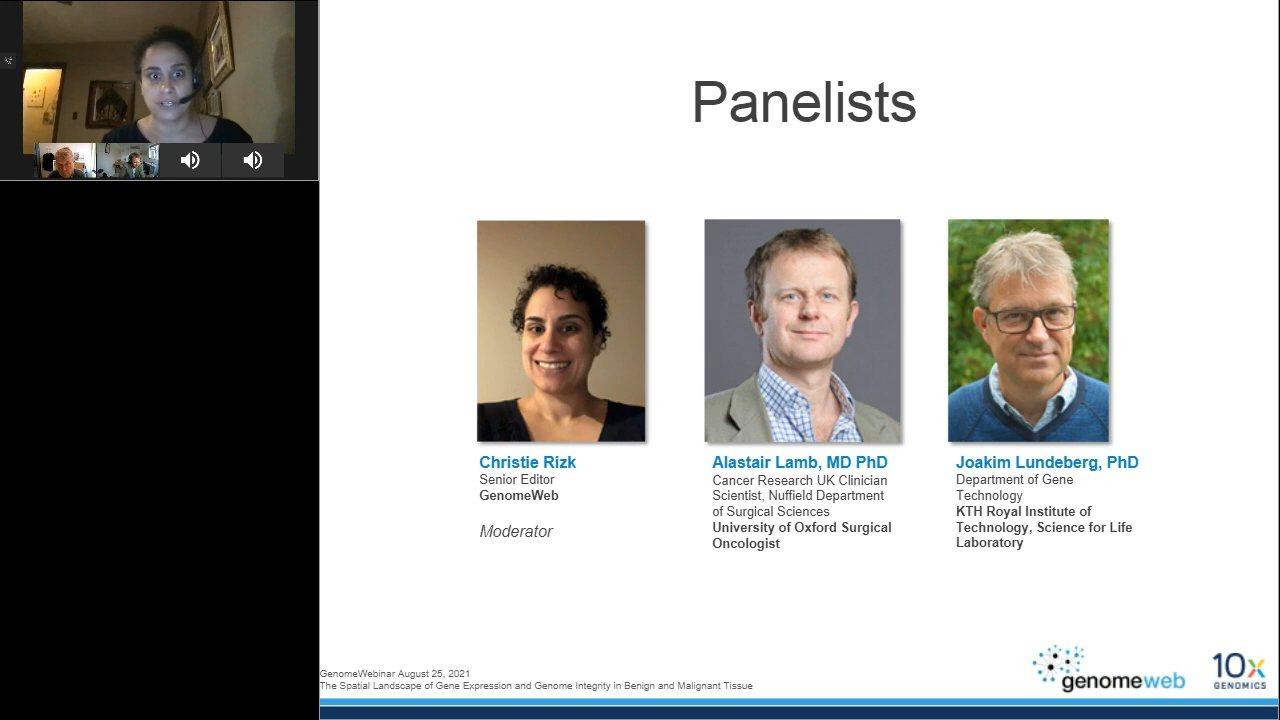 Panelists
Christie Rizk
Senior Editor
GenomeWeb
Moderator
Alastair Lamb, MD PhD
Cancer Research UK Clinician
Scientist, Nuffield Department
of Surgical Sciences
University of Oxford Surgical
Oncologist
Joakim Lundeberg, PhD
Department of Gene
Technology
KTH Royal Institute of
Technology, Science for Life
Laboratory
GenomeWebinar August 25, 2021
The Spatial Landscape of Gene Expression and Genome Integrity in Benign and Malignant Tissue
genomeweb
10x
GENOMICS